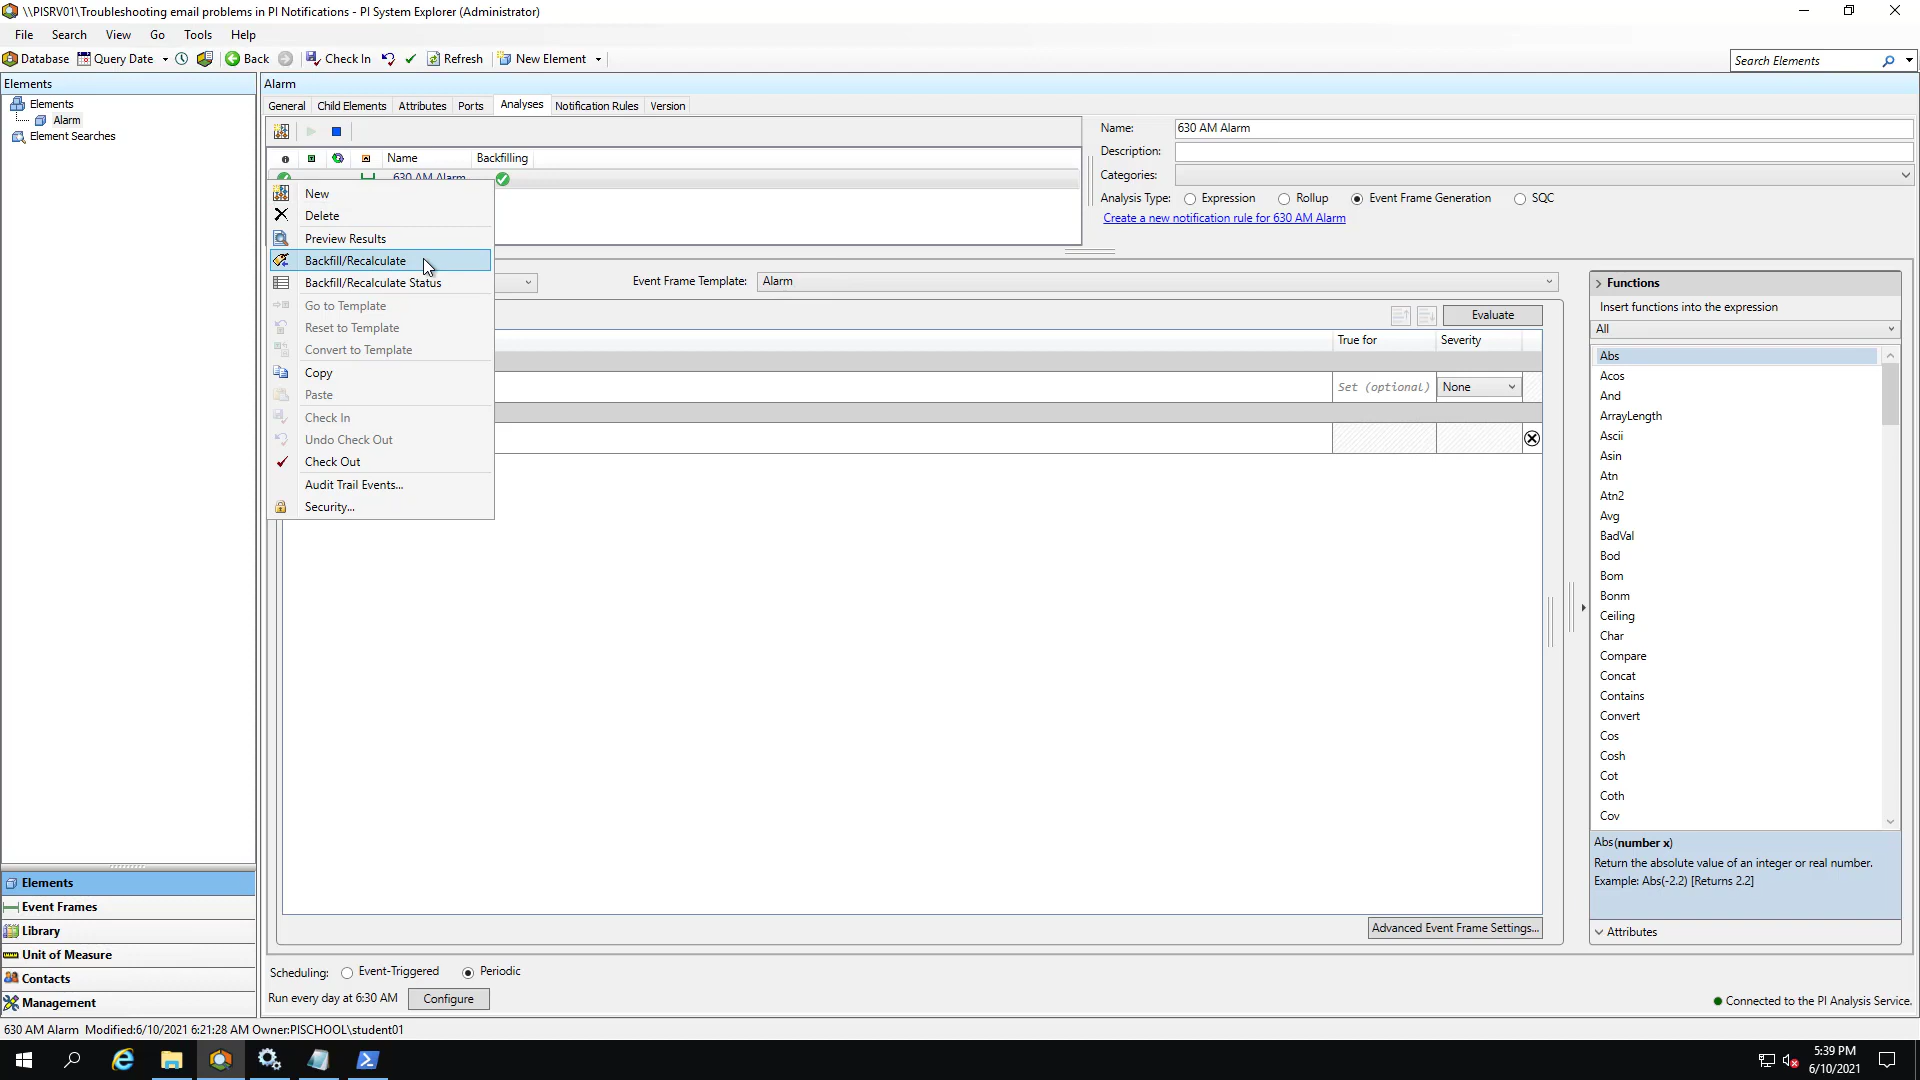 \\PISRV01\Troubleshooting email problems in PI Notifications - PI System Explorer (Administrator)
File Search View Go Tools Help
Database Query Date Back Check In Refresh New Element Search Elements
Elements
Elements
Alarm
Element Searches
Alarm
General Child Elements Attributes Ports Analyses Notification Rules Version
Name Backfilling
630 AM Alarm
New
Delete
Preview Results
Backfill/Recalculate
Backfill/Recalculate Status
Go to Template
Reset to Template
Convert to Template
Copy
Paste
Check In
Undo Check Out
Check Out
Audit Trail Events...
Security...
Name: 630 AM Alarm
Description:
Categories:
Analysis Type: Expression Rollup Event Frame Generation SQC
Create a new notification rule for 630 AM Alarm
Event Frame Template: Alarm
Evaluate
True for Severity
Set (optional) None
Advanced Event Frame Settings...
Functions
Insert functions into the expression
All
Abs
Acos
And
ArrayLength
Ascii
Asin
Atn
Atn2
Avg
BadVal
Bod
Bom
Bonm
Ceiling
Char
Compare
Concat
Contains
Convert
Cos
Cosh
Cot
Coth
Cov
Abs(number x)
Return the absolute value of an integer or real number.
Example: Abs(-2.2) [Returns 2.2]
Attributes
Elements
Event Frames
Library
Unit of Measure
Contacts
Management
Scheduling: Event-Triggered Periodic
Run every day at 6:30 AM Configure
Connected to the PI Analysis Service.
630 AM Alarm Modified:6/10/2021 6:21:28 AM Owner:PISCHOOL\student01
5:39 PM
6/10/2021